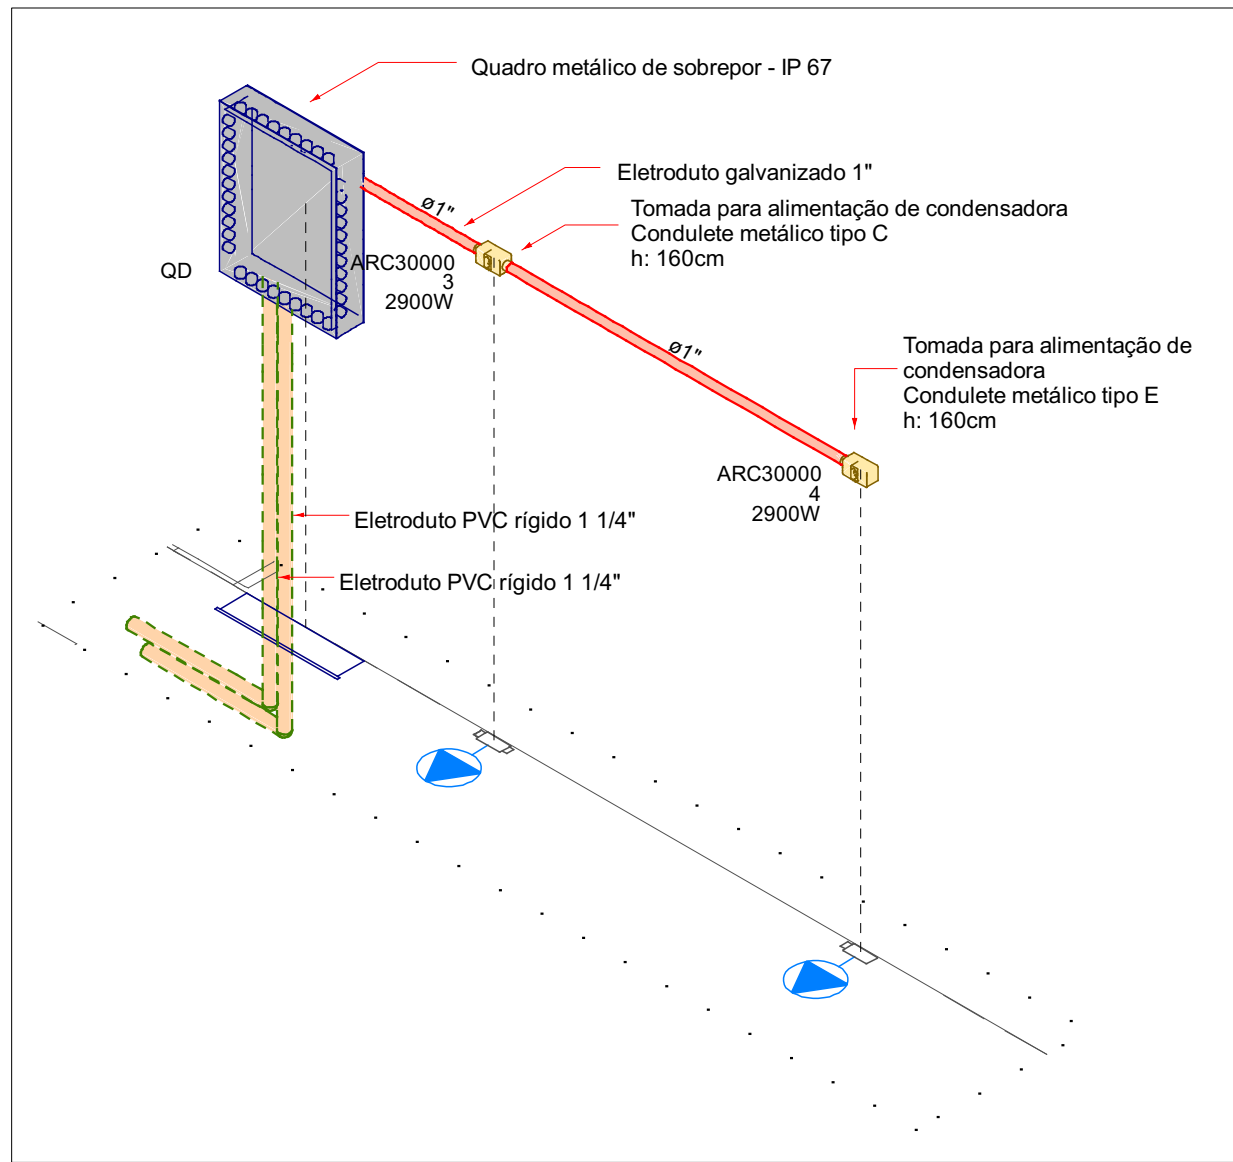 Quadro metálico de sobrepor - IP 67
Eletroduto galvanizado 1"
ø1"
Tomada para alimentação de condensadora
Condulete metálico tipo C
h: 160cm
QD
ARC30000
3
2900W
ø1"
Tomada para alimentação de
condensadora
Condulete metálico tipo E
h: 160cm
ARC30000
4
2900W
Eletroduto PVC rígido 1 1/4"
Eletroduto PVC rígido 1 1/4"